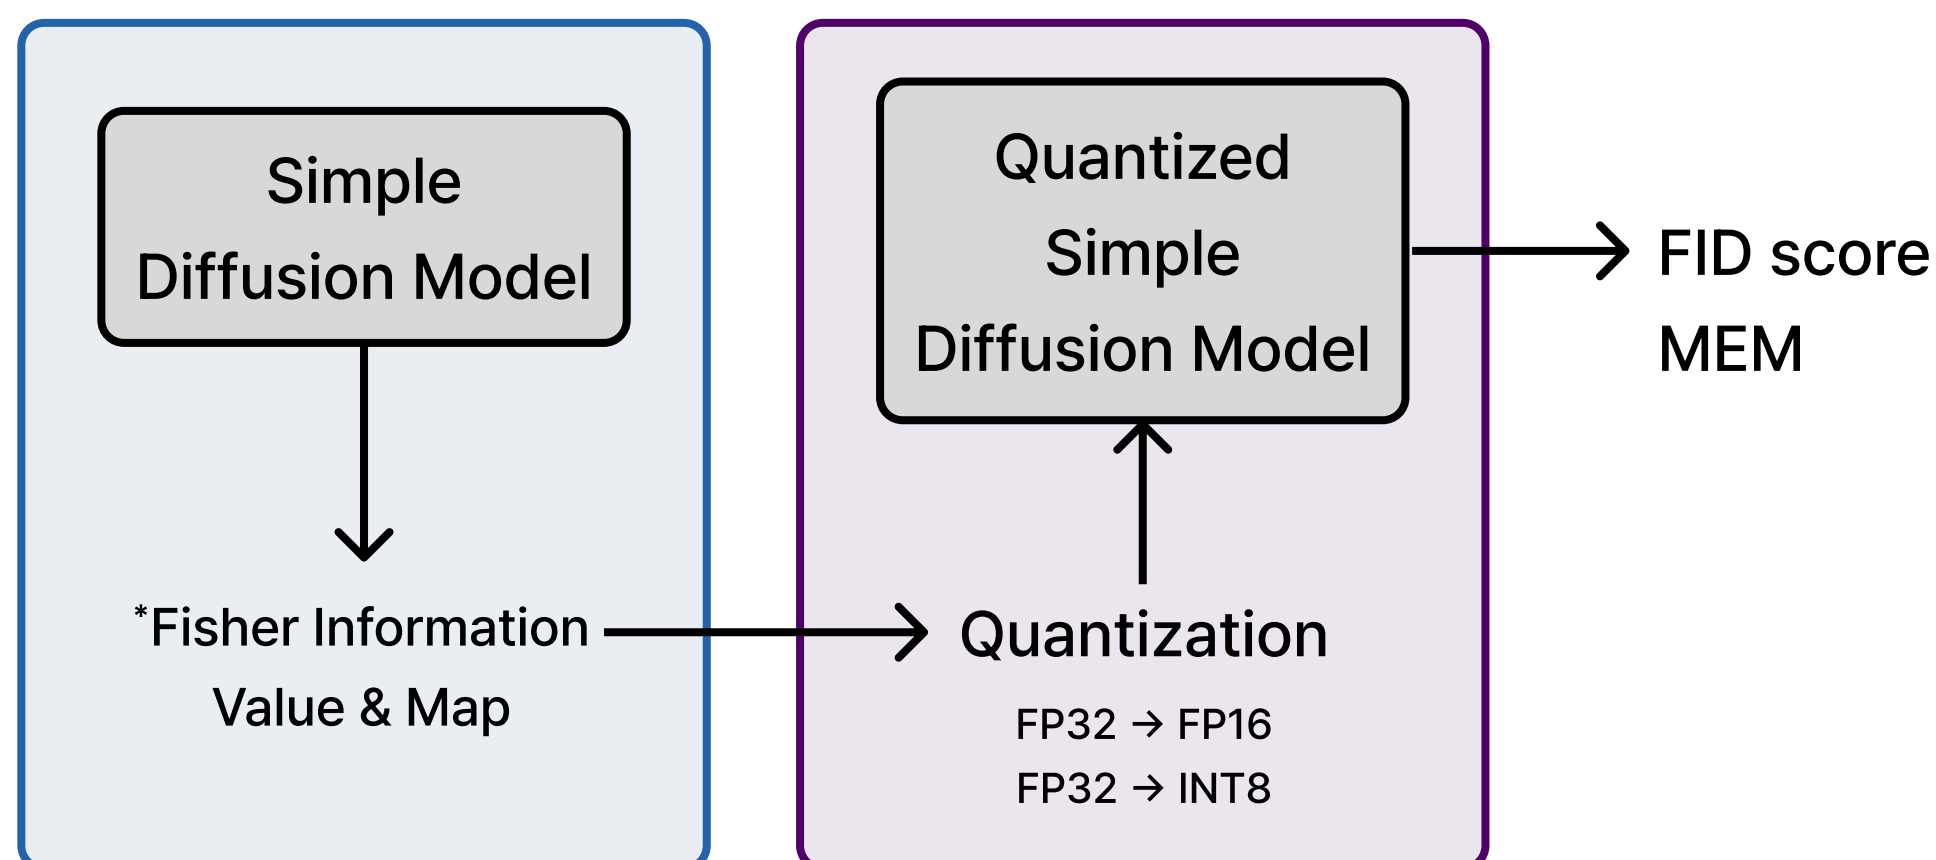 Simple
Diffusion Model
*Fisher Information
Value & Map
Quantized
Simple
Diffusion Model
Quantization
FP32 → FP16
FP32 → INT8
FID score
MEM